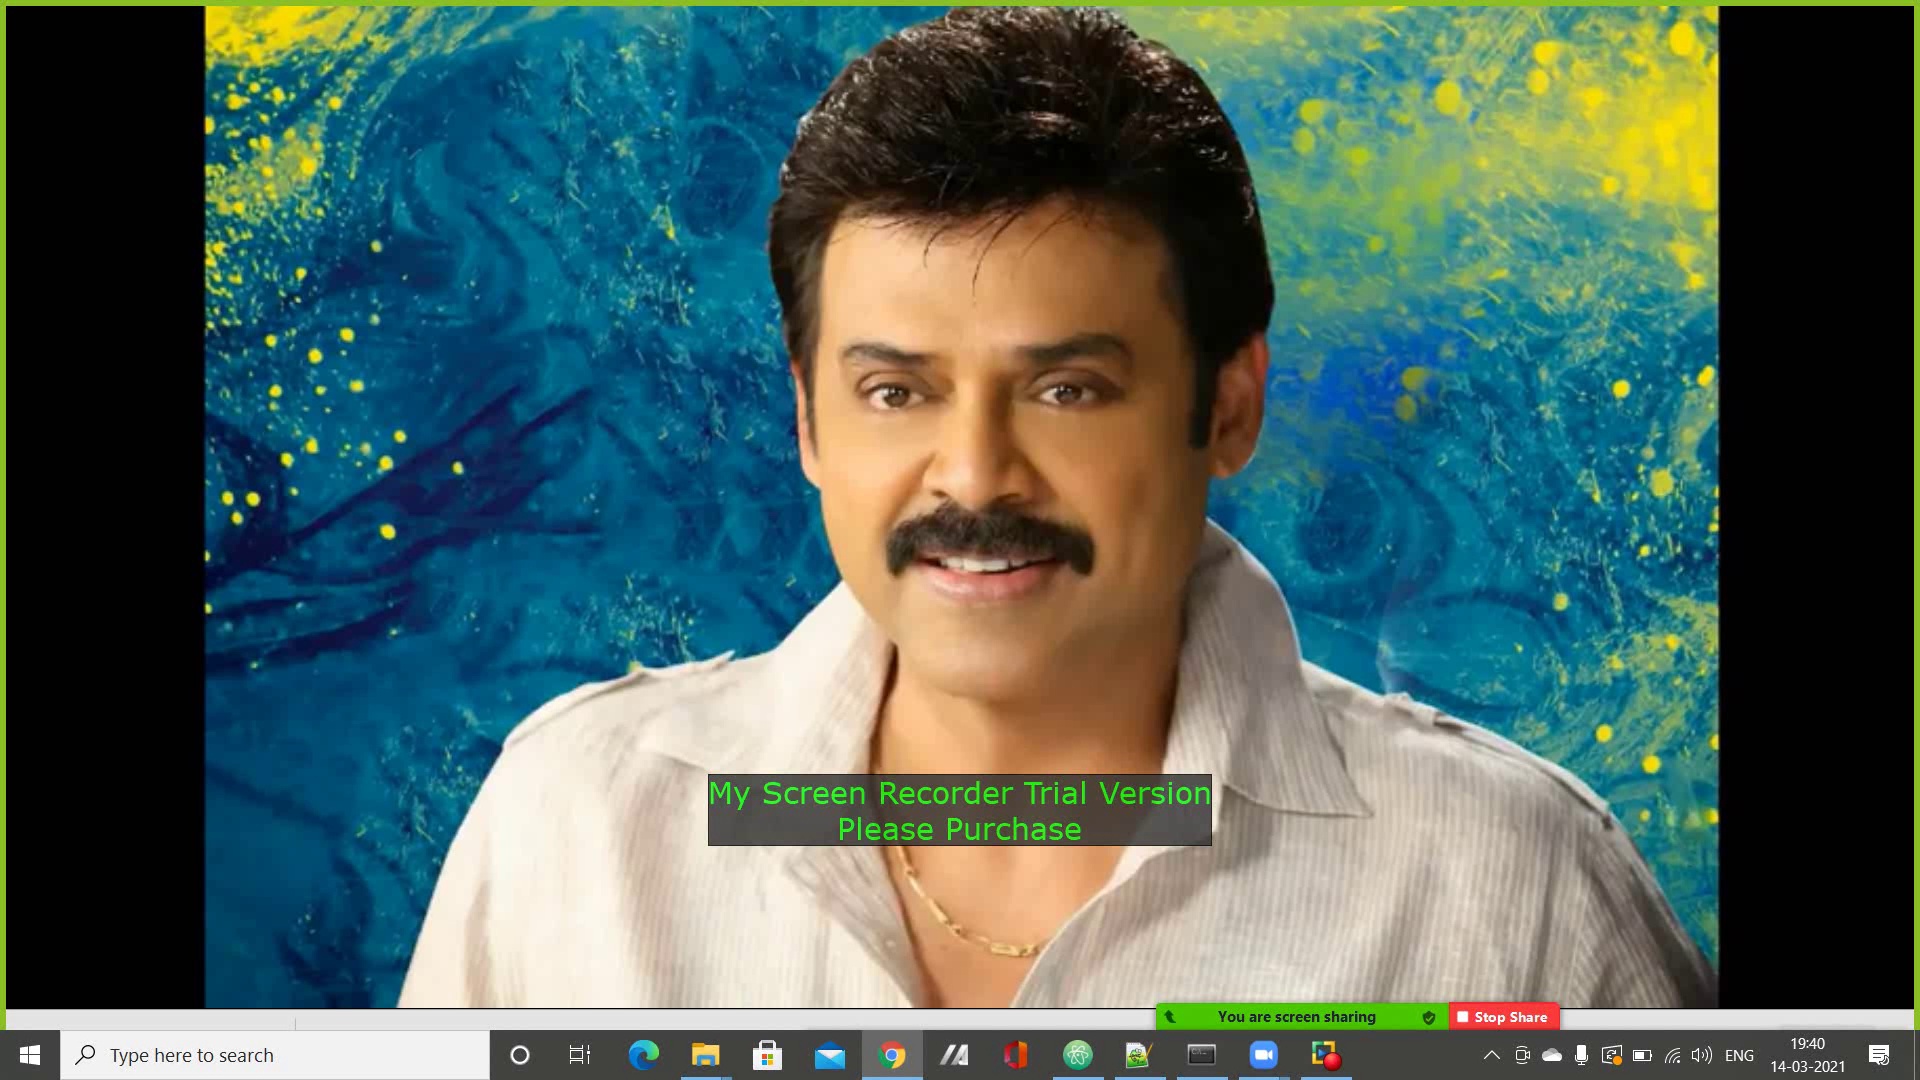 My Screen Recorder Trial Version
Please Purchase
You are screen sharing
Stop Share
Type here to search
ENG
19:40
14-03-2021